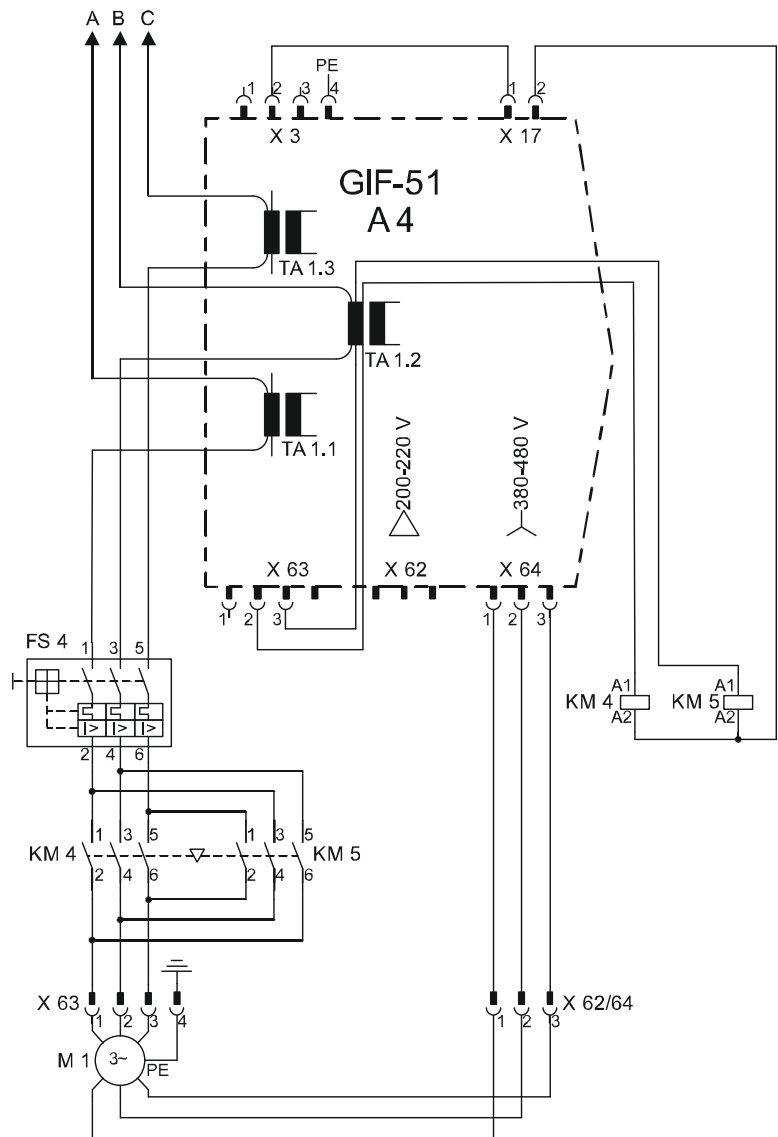 A B C
PE
1 2 3 4 1 2
X 3 X 17
GIF-51
A 4
TA 1.3
TA 1.2
TA 1.1
200-220 V
380-480 V
X 63 X 62 X 64
1 2 3 1 2 3
FS 4
1 3 5
I> I> I>
2 4 6
A1 A1
KM 4 KM 5
A2 A2
1 3 5 1 3 5
KM 4 KM 5
2 4 6 2 4 6
X 63 X 62/64
1 2 3 4 1 2 3
M 1 3~ PE